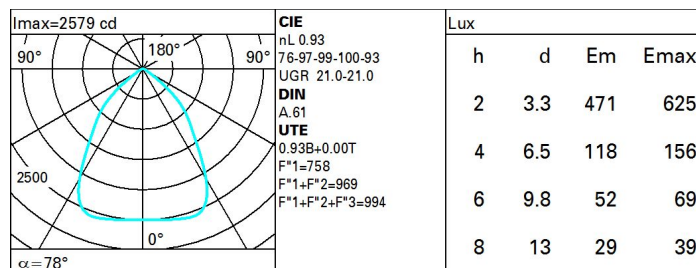 Imax=2579 cd
90° 180° 90°
2500
0°
α=78°
CIE
nL 0.93
76-97-99-100-93
UGR 21.0-21.0
DIN
A.61
UTE
0.93B+0.00T
F"1=758
F"1+F"2=969
F"1+F"2+F"3=994
Lux
h d Em Emax
2 3.3 471 625
4 6.5 118 156
6 9.8 52 69
8 13 29 39